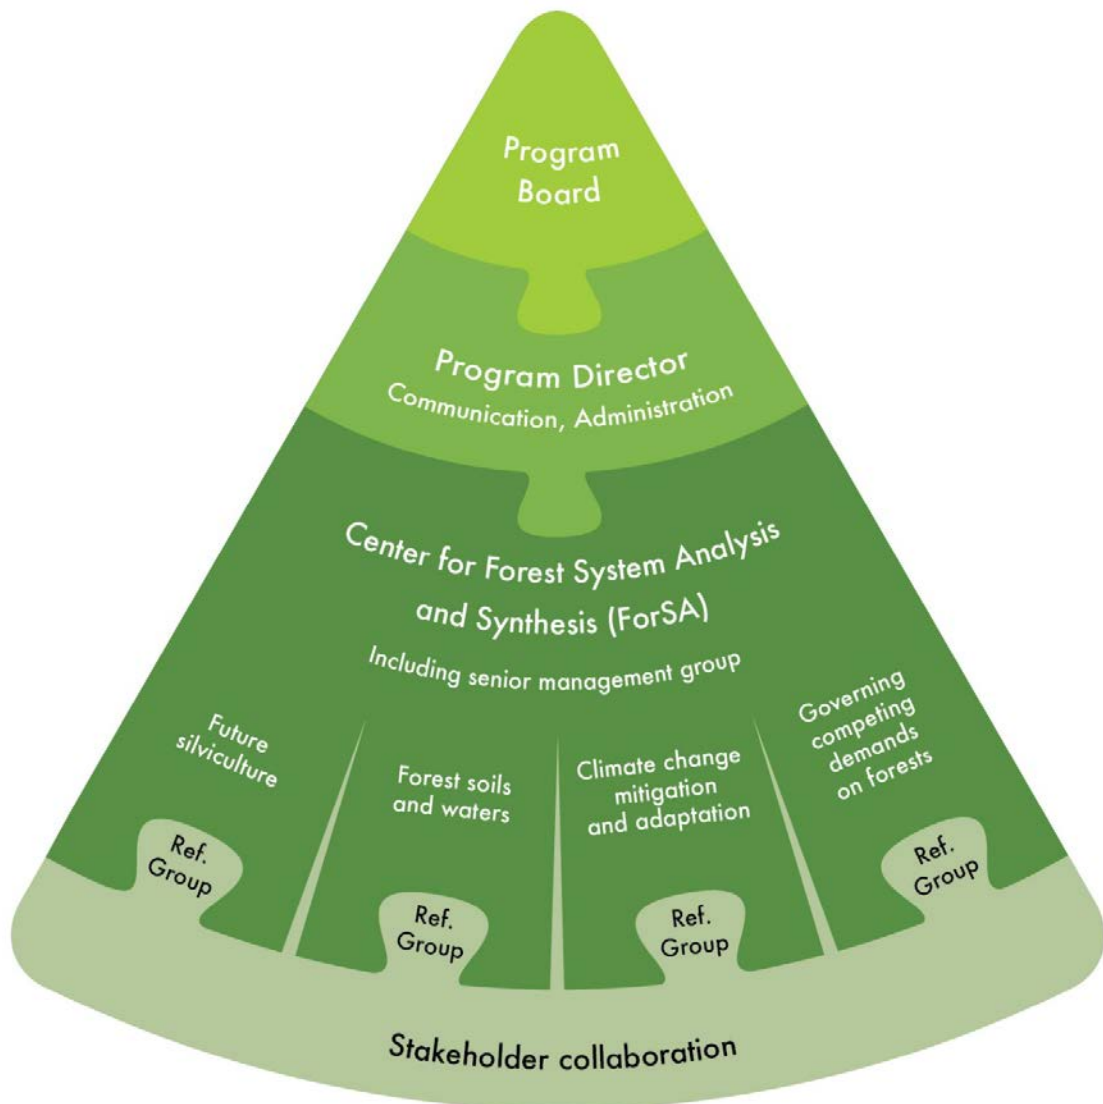 Program
Board
Program Director
Communication, Administration
Center for Forest System Analysis
and Synthesis (ForSA)
Including senior management group
Future
silviculture
Forest soils
and waters
Climate change
mitigation
and adaptation
Governing
competing
demands
on forests
Ref.
Group
Ref.
Group
Ref.
Group
Ref.
Group
Stakeholder collaboration